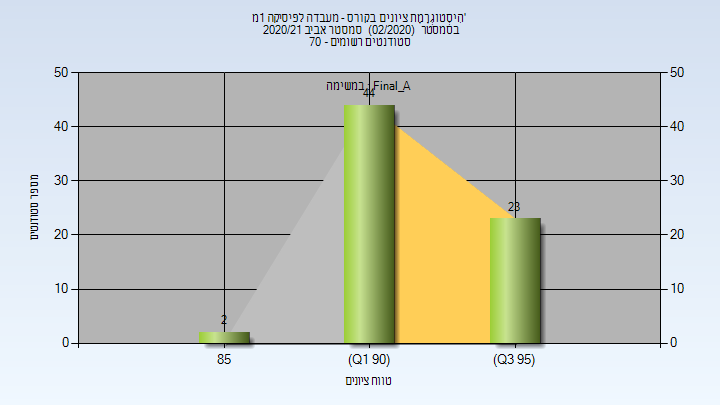 היסטוגרמת ציונים בקורס - מעבדה לפיסיקה 1מ'
בסמסטר (02/2020) סמסטר אביב 2020/21
סטודנטים רשומים - 70
במשימה - Final_A
50
50
44
40
40
30
30
23
20
20
10
10
2
0
0
85
(Q1 90)
(Q3 95)
מספר סטודנטים
טווח ציונים